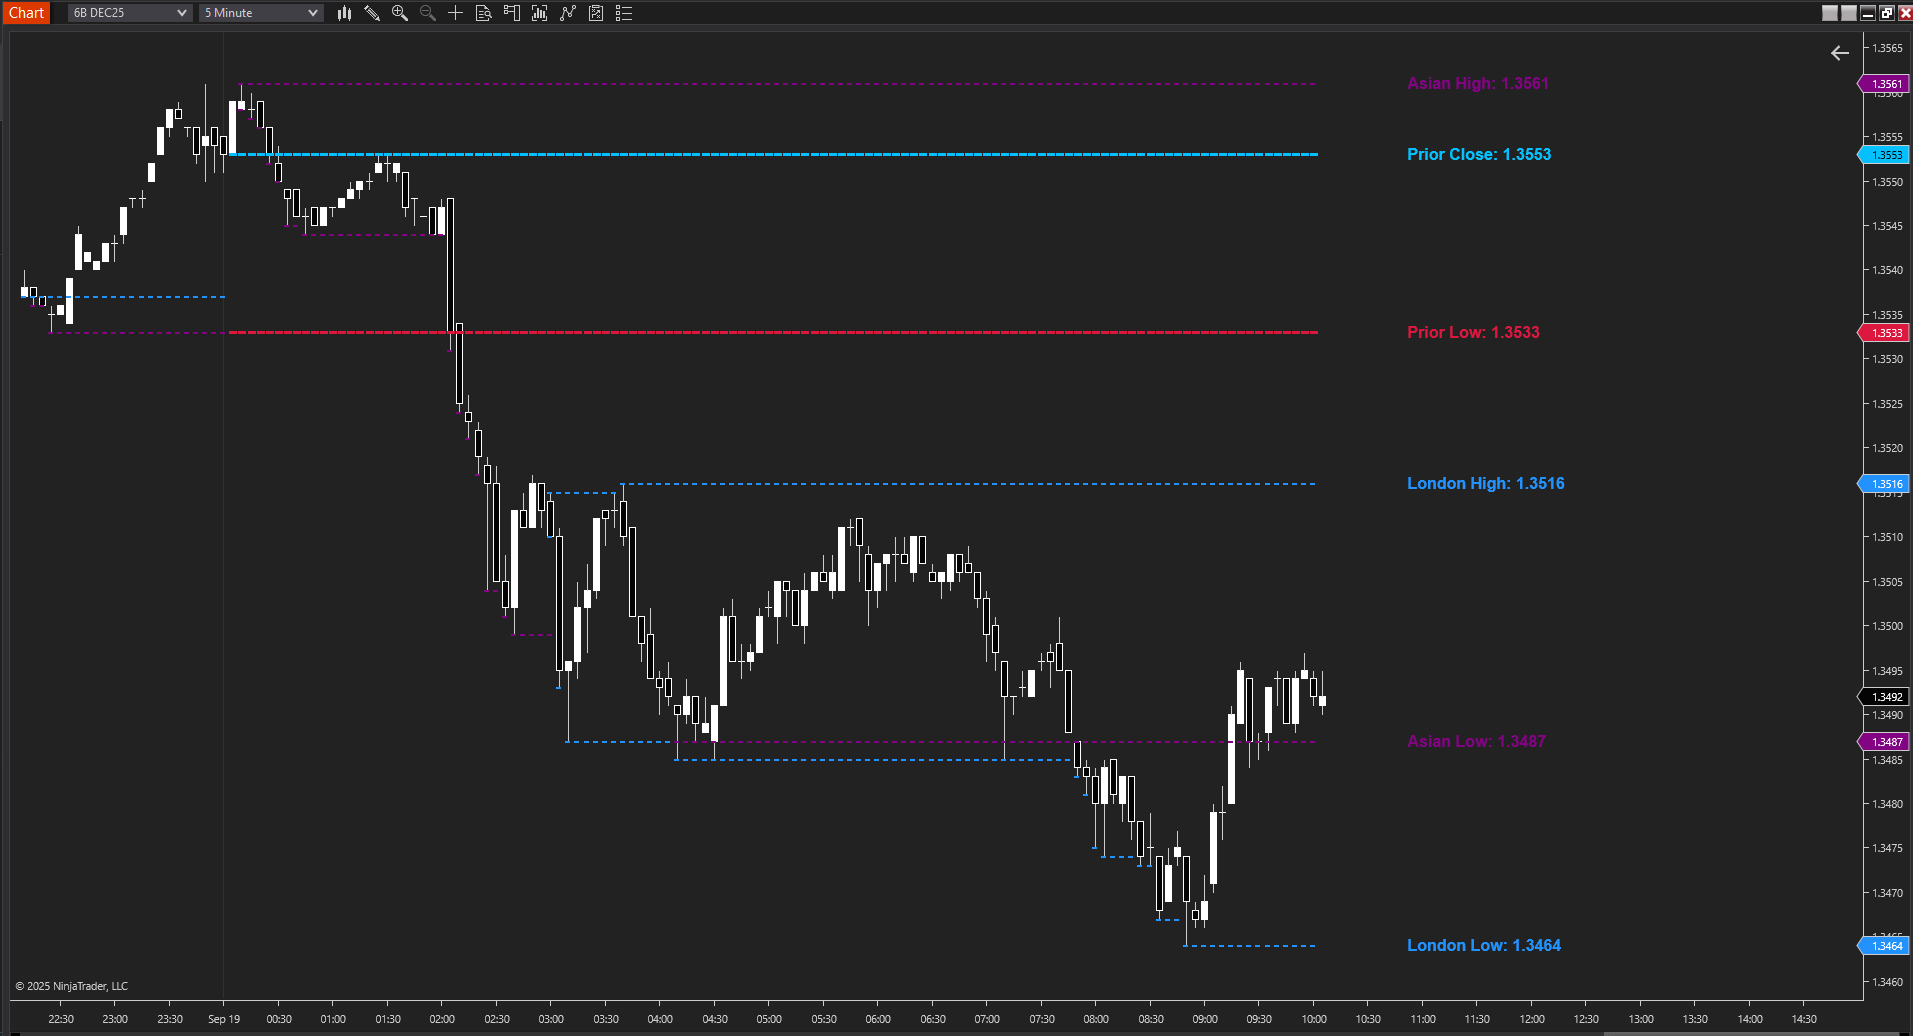 Chart
6B DEC25
5 Minute
1.3565
Asian High: 1.3561
1.3561
1.3560
1.3555
Prior Close: 1.3553
1.3553
1.3550
1.3545
1.3540
1.3535
Prior Low: 1.3533
1.3533
1.3530
1.3525
1.3520
London High: 1.3516
1.3516
1.3515
1.3510
1.3505
1.3500
1.3495
1.3492
1.3490
Asian Low: 1.3487
1.3487
1.3485
1.3480
1.3475
1.3470
1.3465
London Low: 1.3464
1.3464
1.3460
© 2025 NinjaTrader, LLC
22:30 23:00 23:30 Sep 19 00:30 01:00 01:30 02:00 02:30 03:00 03:30 04:00 04:30 05:00 05:30 06:00 06:30 07:00 07:30 08:00 08:30 09:00 09:30 10:00 10:30 11:00 11:30 12:00 12:30 13:00 13:30 14:00 14:30